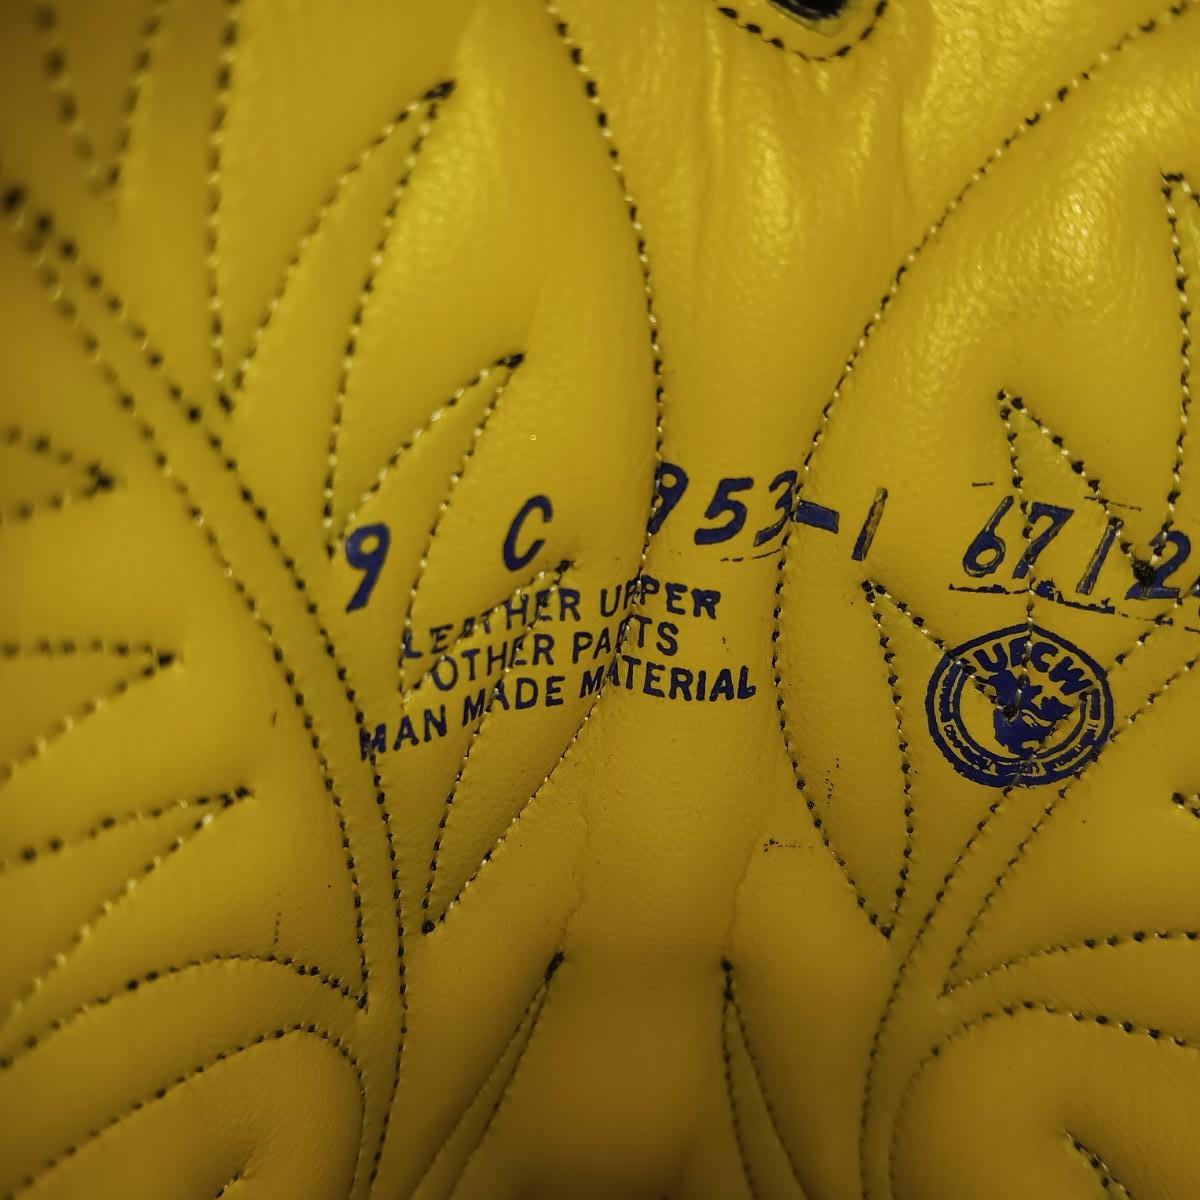 9 C 953-1 6712
LEATHER UPPER
OTHER PARTS
MAN MADE MATERIAL
UFCW